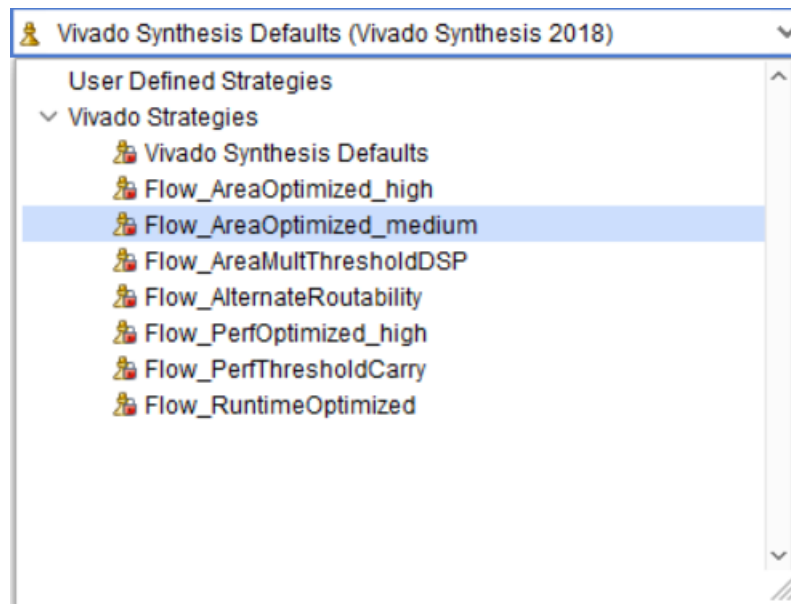 Vivado Synthesis Defaults (Vivado Synthesis 2018)
User Defined Strategies
Vivado Strategies
Vivado Synthesis Defaults
Flow_AreaOptimized_high
Flow_AreaOptimized_medium
Flow_AreaMultThresholdDSP
Flow_AlternateRoutability
Flow_PerfOptimized_high
Flow_PerfThresholdCarry
Flow_RuntimeOptimized